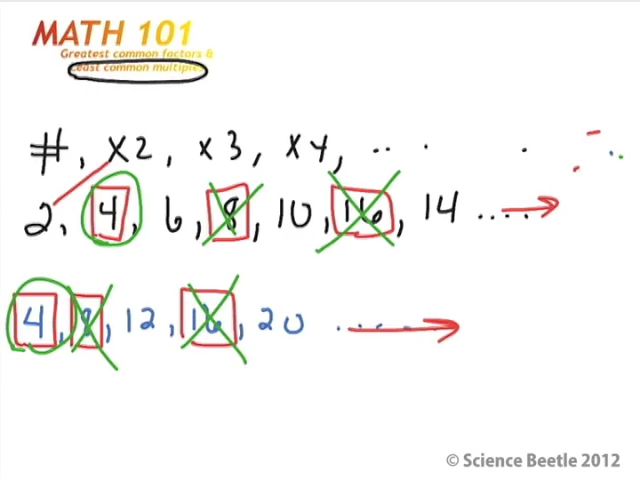 MATH 101
Greatest common factors &
Least common multiples
#, x2, x3, x4, .. . .
2, 4, 6, 8, 10, 16, 14 ....
4, 8, 12, 16, 20 .....
© Science Beetle 2012